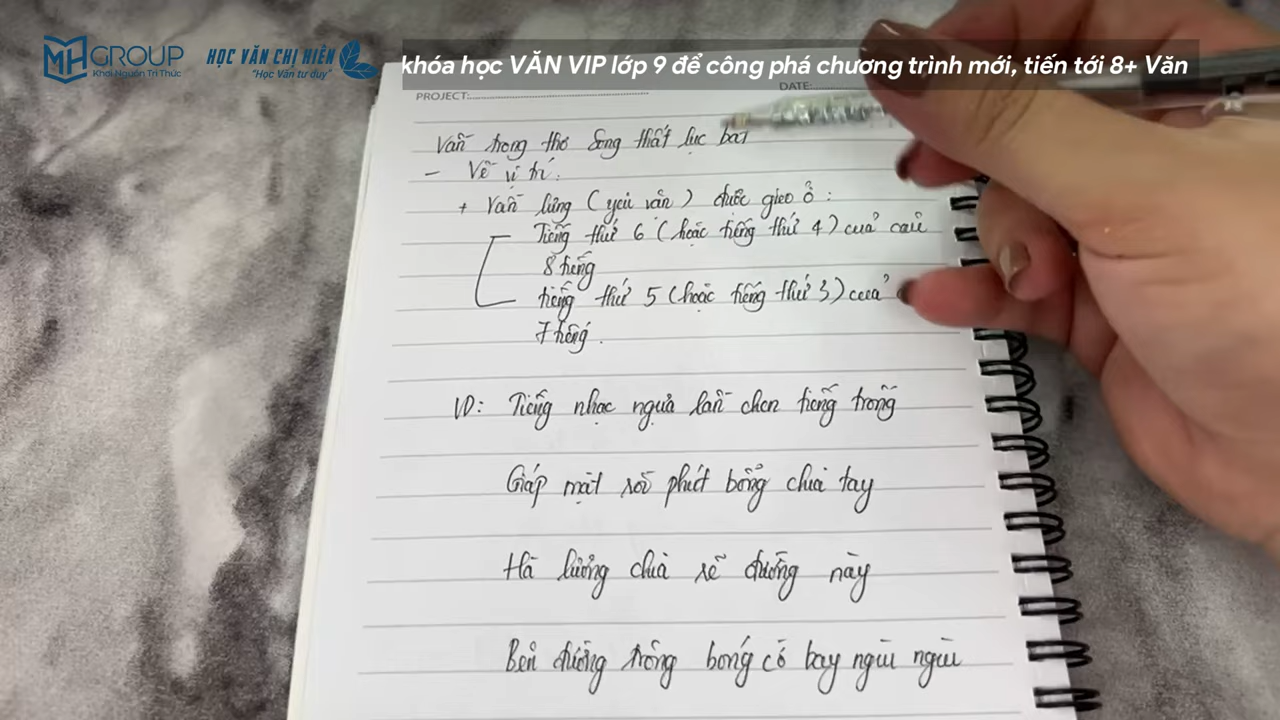 MH GROUP
Khơi Nguồn Tri Thức
HỌC VĂN CHỊ HIÊN
"Học Văn tư duy"
khóa học VĂN VIP lớp 9 để công phá chương trình mới, tiến tới 8+ Văn
PROJECT:
DATE:
Vần trong thơ Song thất lục bát
- Về vị trí:
+ Vần lưng (yêu vân) được gieo ở:
Tiếng thứ 6 (hoặc tiếng thứ 4) của câu
8 tiếng
tiếng thứ 5 (hoặc tiếng thứ 3) của
7 tiếng.
VD: Tiếng nhạc ngựa lần chen tiếng trống
Giáp mặt rồi phút bỗng chia tay
Hà lương chia rẽ đường này
Bên đường trông bóng cờ bay ngùi ngùi